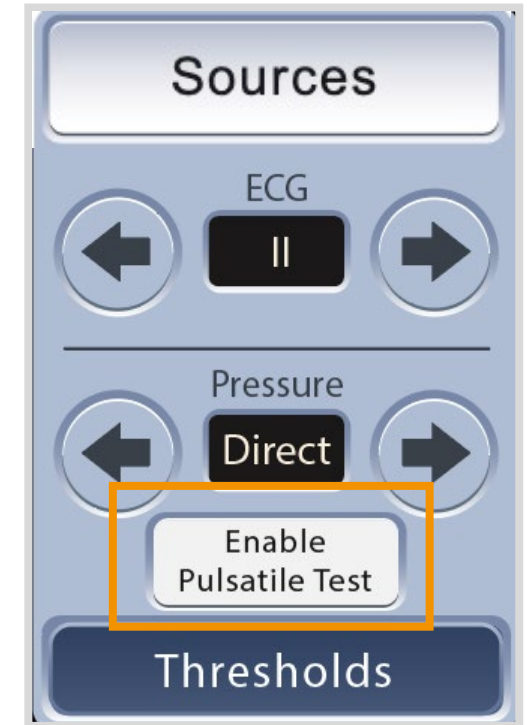 Sources
ECG
II
Pressure
Direct
Enable
Pulsatile Test
Thresholds